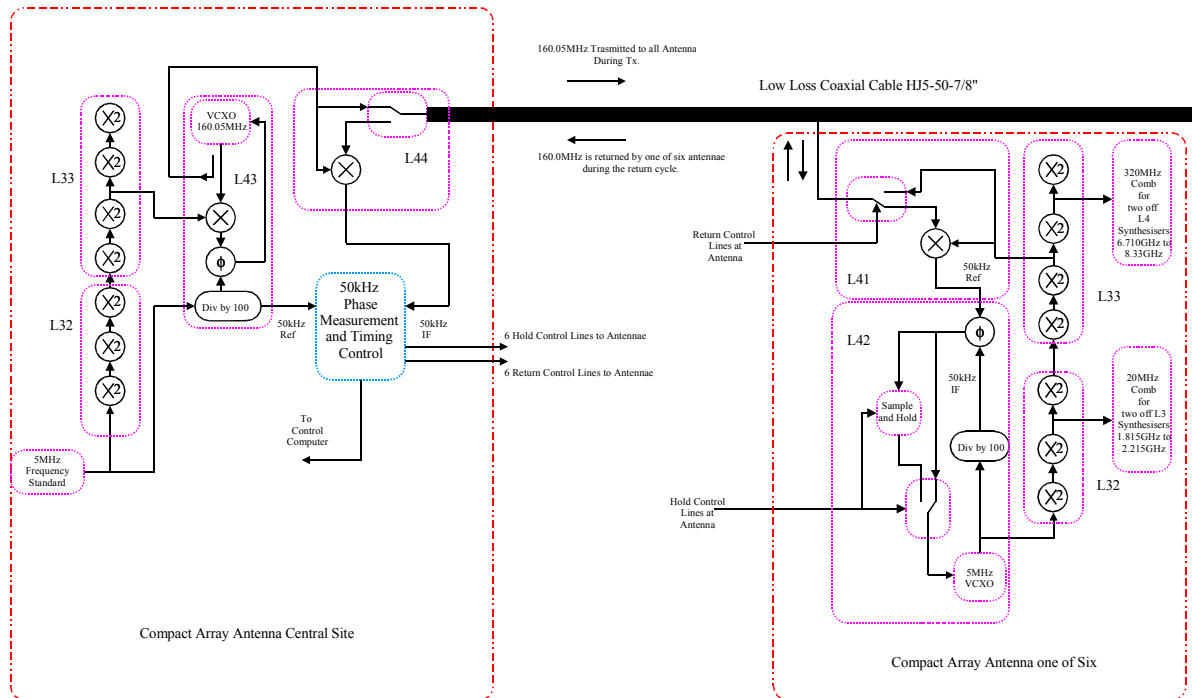 160.05MHz Trasmitted to all Antenna
During Tx.
Low Loss Coaxial Cable HJ5-50-7/8"
160.0MHz is returned by one of six antennae
during the return cycle.
X2
X2
X2
X2
L33
X2
X2
X2
L32
5MHz
Frequency
Standard
VCXO
160.05MHz
L43
X
ϕ
Div by 100
50kHz
Ref
L44
X
50kHz
Phase
Measurement
and Timing
Control
50kHz
IF
6 Hold Control Lines to Antennae
6 Return Control Lines to Antennae
To
Control
Computer
Compact Array Antenna Central Site
Return Control
Lines at
Antenna
X
L41
50kHz
Ref
L42
ϕ
50kHz
IF
Sample
and Hold
Div by 100
Hold Control
Lines at
Antenna
5MHz
VCXO
X2
X2
X2
X2
L33
320MHz
Comb
for
two off
L4
Synthesisers
6.710GHz to
8.33GHz
X2
X2
X2
L32
20MHz
Comb
for
two off L3
Synthesisers
1.815GHz to
2.215GHz
Compact Array Antenna one of Six